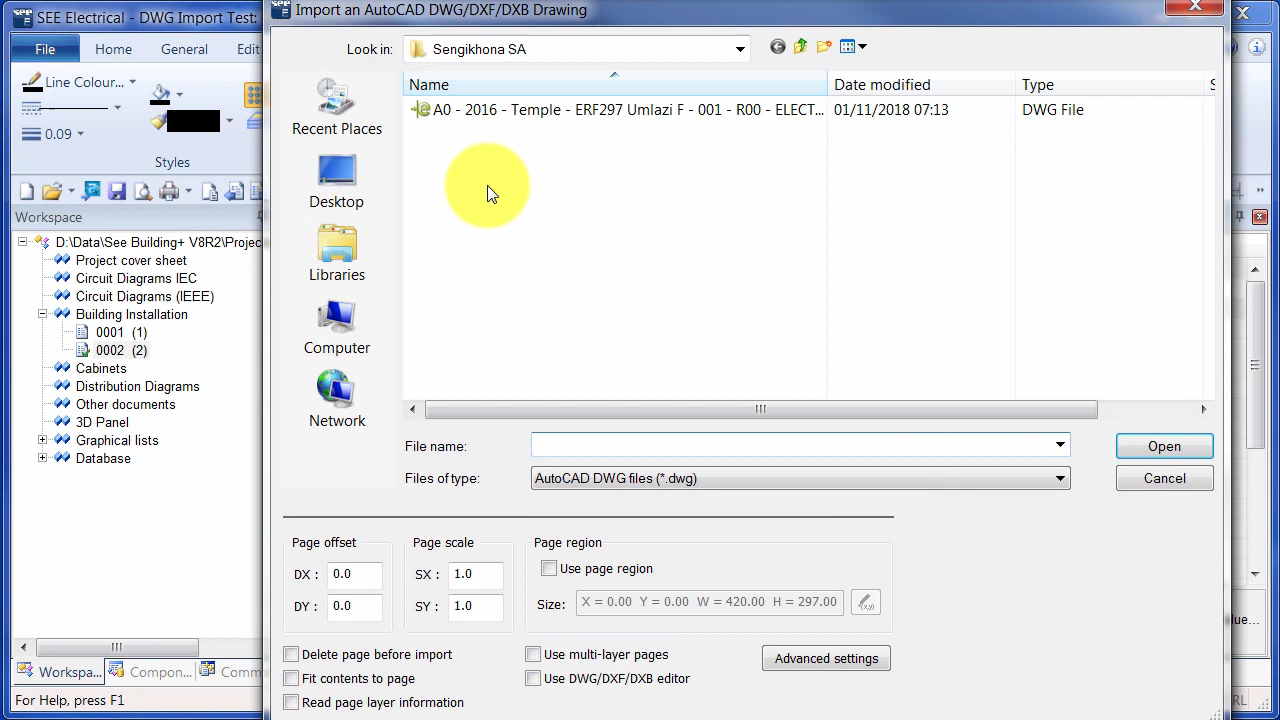 SEE Electrical - DWG Import Test:
Import an AutoCAD DWG/DXF/DXB Drawing
File Home General Edit
Look in: Sengikhona SA
Line Colour...
0.09
Styles
Name Date modified Type S
A0 - - 2016 - Temple - ERF297 Umlazi F - 001 - R00 - ELECT... 01/11/2018 07:13 DWG File
Recent Places
Desktop
Libraries
Computer
Network
Workspace
D:\Data\See Building+ V8R2\Projec
Project cover sheet
Circuit Diagrams IEC
Circuit Diagrams (IEEE)
Building Installation
0001 (1)
0002 (2)
Cabinets
Distribution Diagrams
Other documents
3D Panel
Graphical lists
Database
File name: Open
Files of type: AutoCAD DWG files (*.dwg) Cancel
Page offset Page scale Page region
DX : 0.0 SX : 1.0 Use page region
DY : 0.0 SY : 1.0 Size: X = 0.00 Y = 0.00 W = 420.00 H = 297.00
Delete page before import Use multi-layer pages Advanced settings
Fit contents to page Use DWG/DXF/DXB editor
Read page layer information
Workspa... Compon... Comm
lue...
For Help, press F1
RL